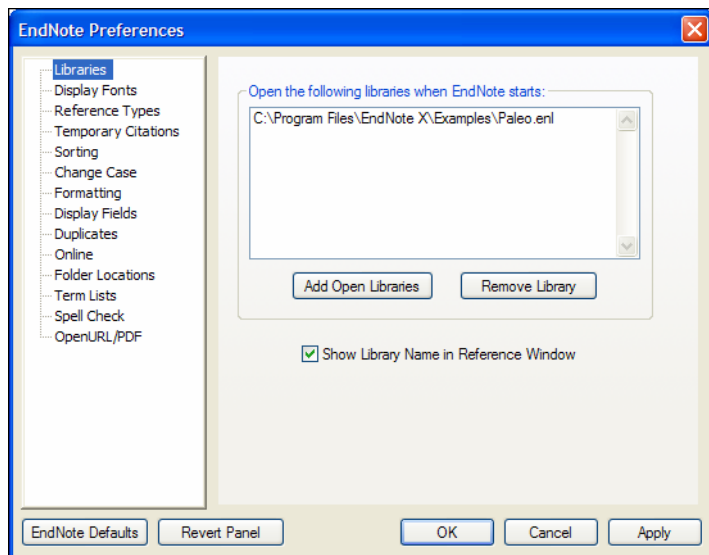 EndNote Preferences
Libraries
Display Fonts
Reference Types
Temporary Citations
Sorting
Change Case
Formatting
Display Fields
Duplicates
Online
Folder Locations
Term Lists
Spell Check
OpenURL/PDF
Open the following libraries when EndNote starts:
C:\Program Files\EndNote X\Examples\Paleo.enl
Add Open Libraries
Remove Library
Show Library Name in Reference Window
EndNote Defaults
Revert Panel
OK
Cancel
Apply